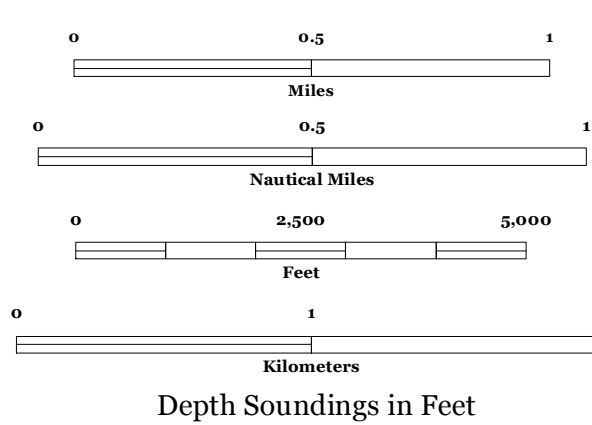 0 0.5 1
Miles
0 0.5 1
Nautical Miles
0 2,500 5,000
Feet
0 1
Kilometers
Depth Soundings in Feet